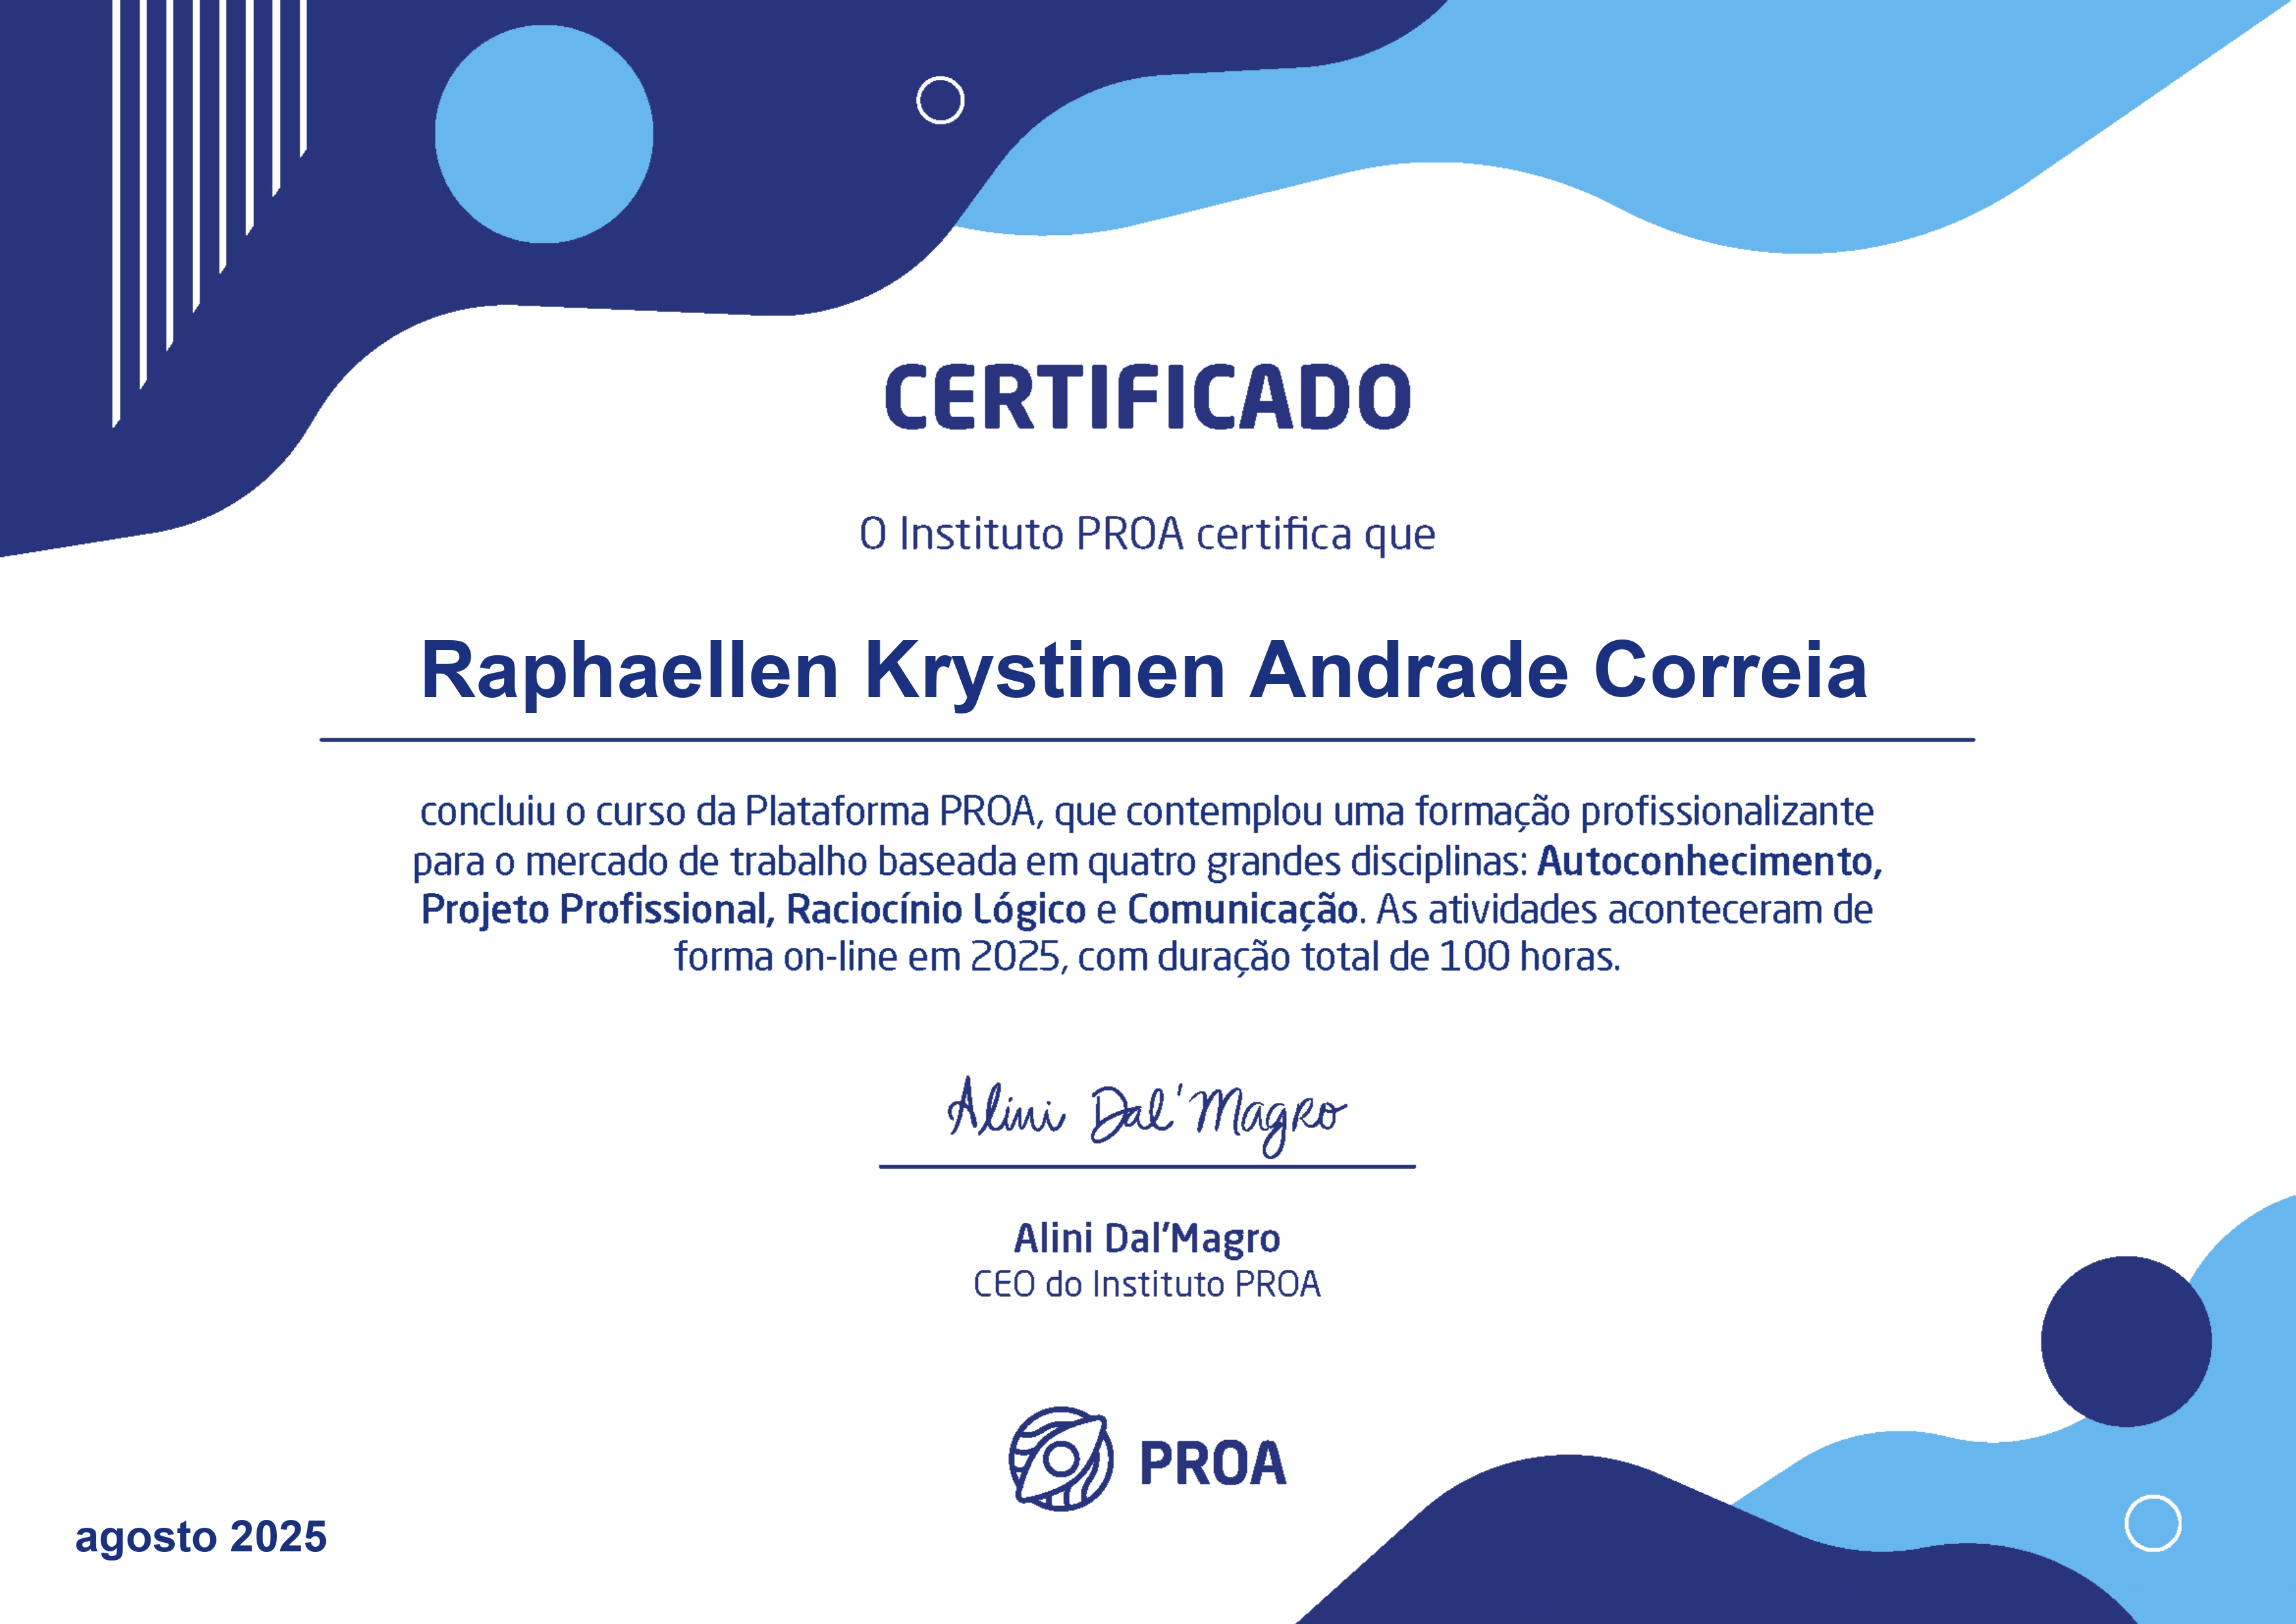 CERTIFICADO
O Instituto PROA certifica que
Raphaellen Krystinen Andrade Correia
concluiu o curso da Plataforma PROA, que contemplou uma formação profissionalizante
para o mercado de trabalho baseada em quatro grandes disciplinas: Autoconhecimento,
Projeto Profissional, Raciocínio Lógico e Comunicação. As atividades aconteceram de
forma on-line em 2025, com duração total de 100 horas.
Alini Dal'Magro
Alini Dal'Magro
CEO do Instituto PROA
PROA
agosto 2025